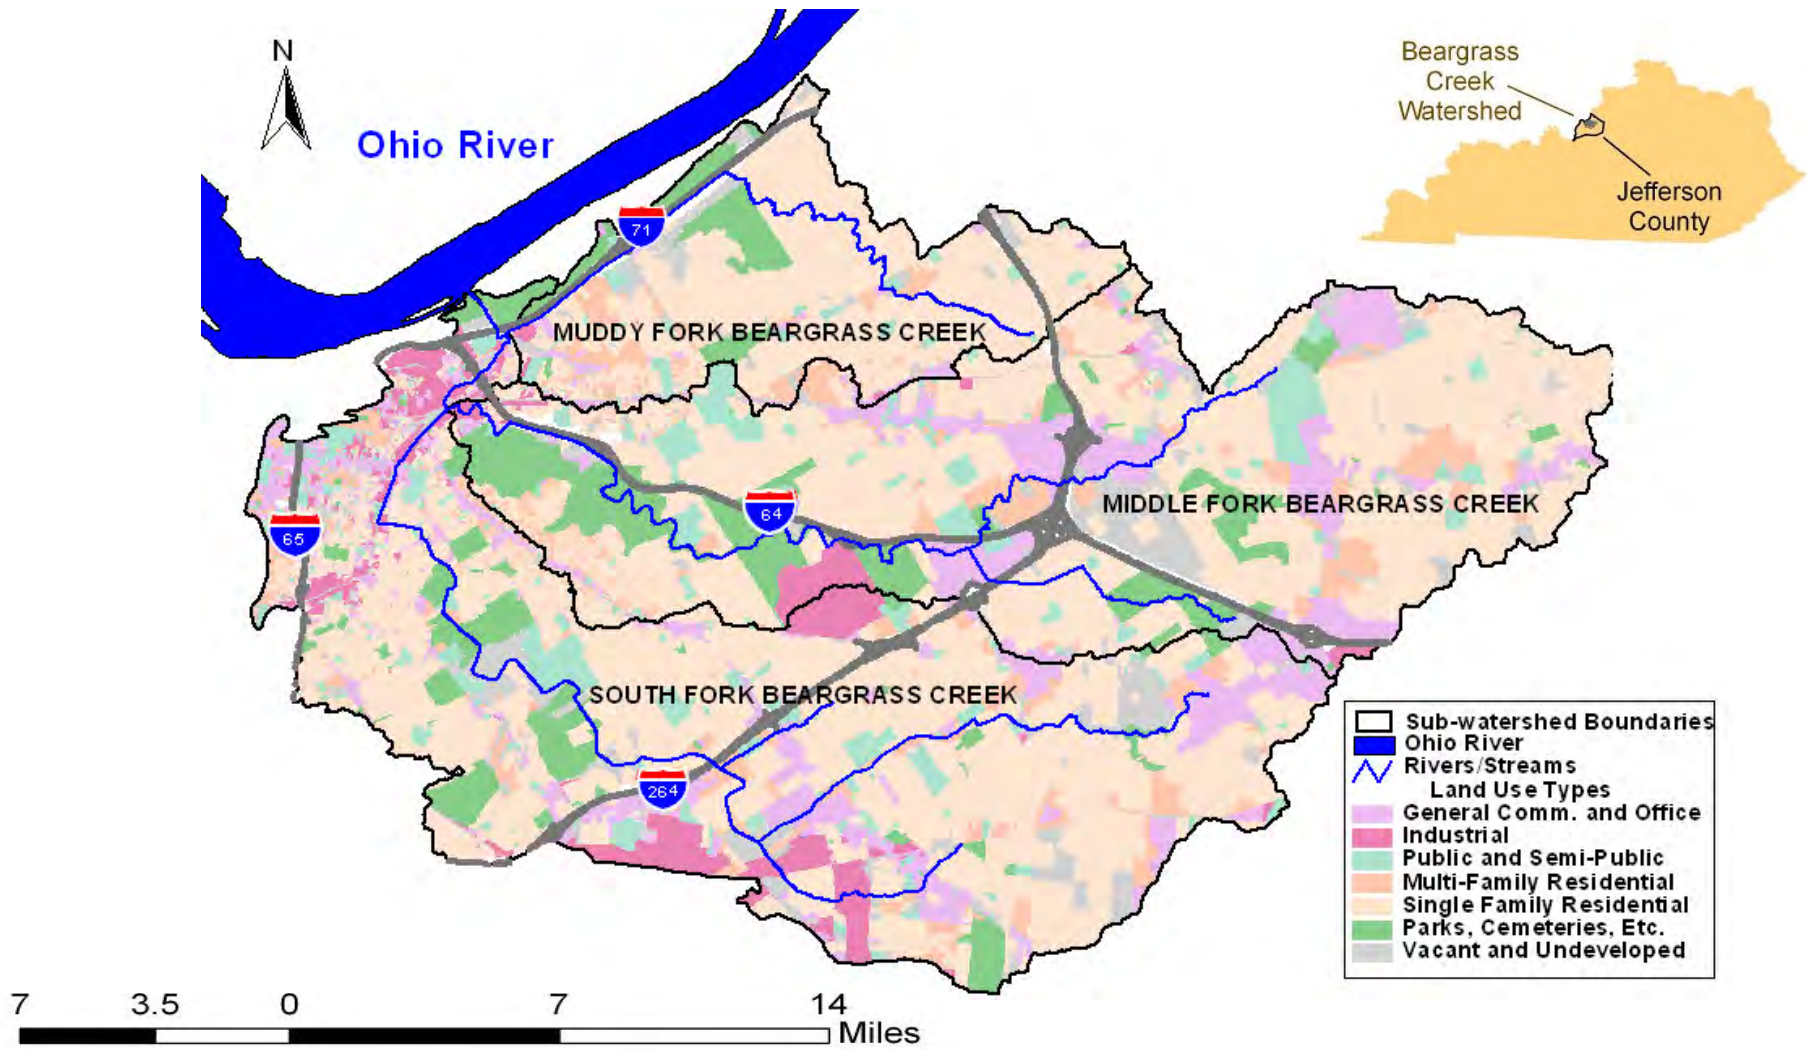 N
Ohio River
Beargrass
Creek
Watershed
Jefferson
County
71
MUDDY FORK BEARGRASS CREEK
64
MIDDLE FORK BEARGRASS CREEK
65
SOUTH FORK BEARGRASS CREEK
264
Sub-watershed Boundaries
Ohio River
Rivers/Streams
Land Use Types
General Comm. and Office
Industrial
Public and Semi-Public
Multi-Family Residential
Single Family Residential
Parks, Cemeteries, Etc.
Vacant and Undeveloped
7 3.5 0 7 14
Miles